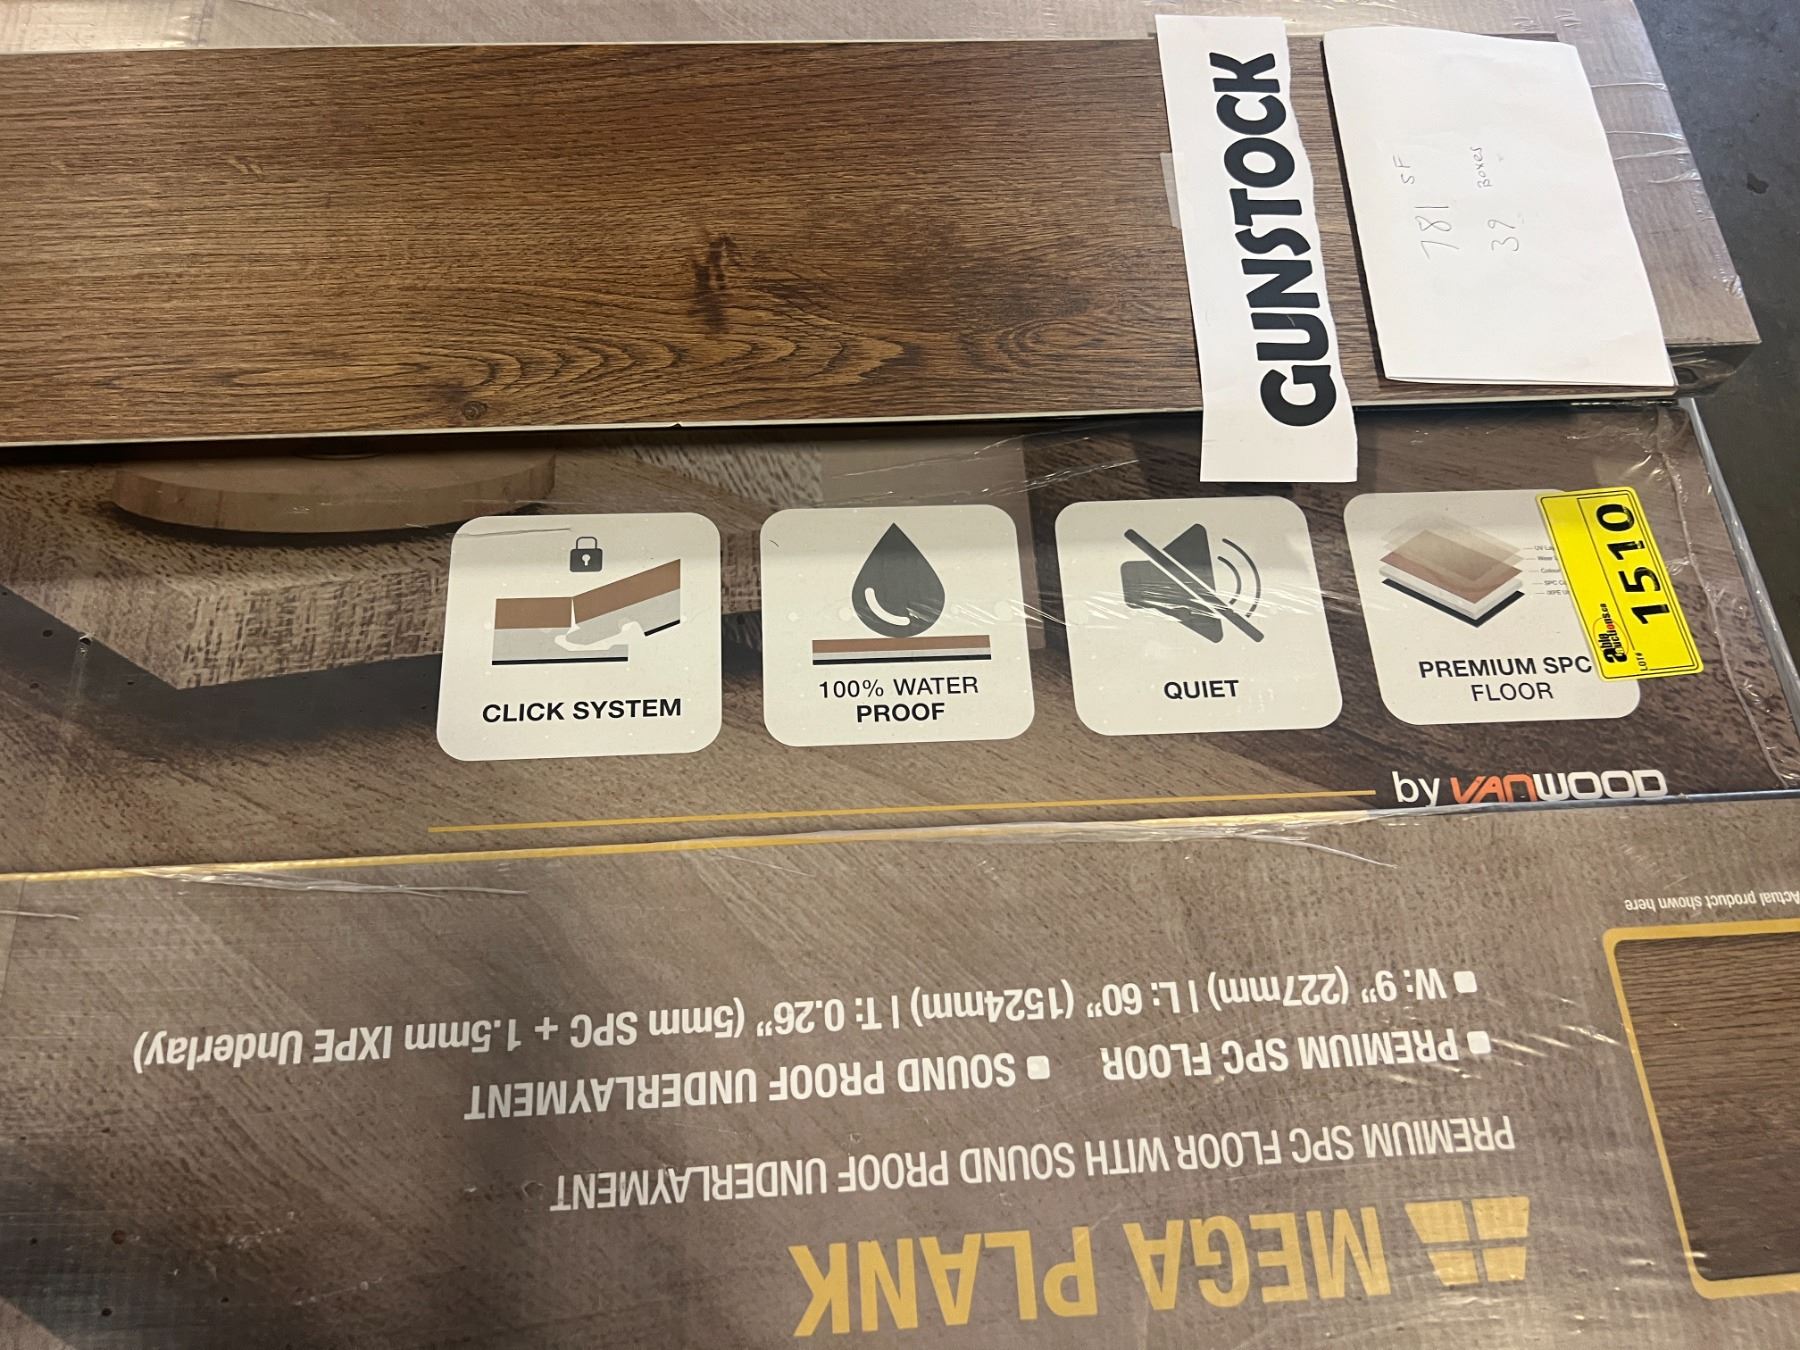 GUNSTOCK
781 SF
39 Boxes
CLICK SYSTEM
100% WATER
PROOF
QUIET
PREMIUM SPC
FLOOR
LOT# 1510
by VANWOOD
Actual product shown here
W: 9" (227mm) | L: 60" (1524mm) | T: 0.26" (5mm SPC + 1.5mm IXPE Underlay)
PREMIUM SPC FLOOR SOUND PROOF UNDERLAYMENT
PREMIUM SPC FLOOR WITH SOUND PROOF UNDERLAYMENT
MEGA PLANK